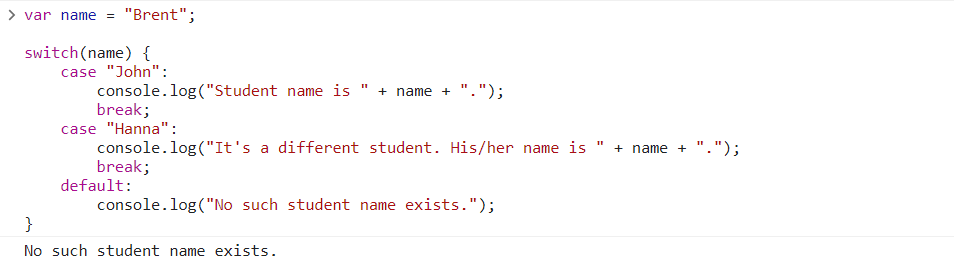 > var name = "Brent";

switch(name) {
    case "John":
        console.log("Student name is " + name + ".");
        break;
    case "Hanna":
        console.log("It's a different student. His/her name is " + name + ".");
        break;
    default:
        console.log("No such student name exists.");
}
No such student name exists.